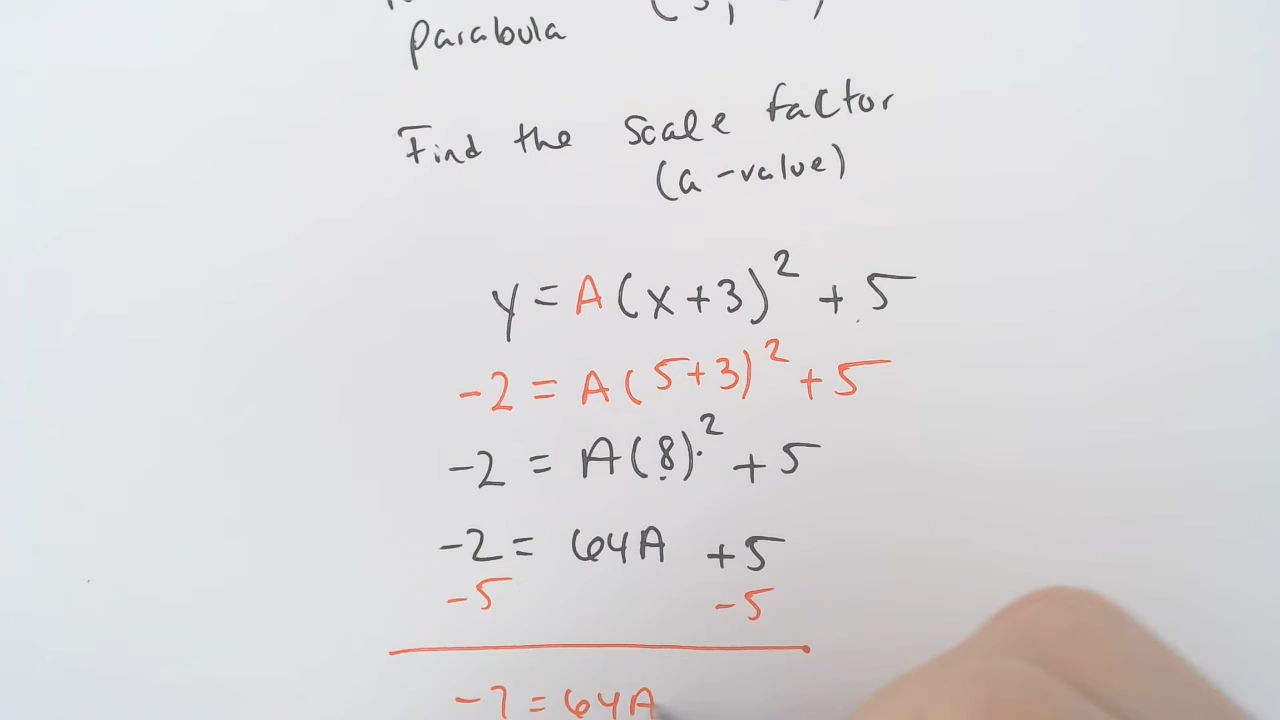 parabula
Find the scale factor
(a-value)
y = A(x+3)² + 5
-2 = A(5+3)² + 5
-2 = A(8)² + 5
-2 = 64A + 5
-5 -5
-7 = 64A